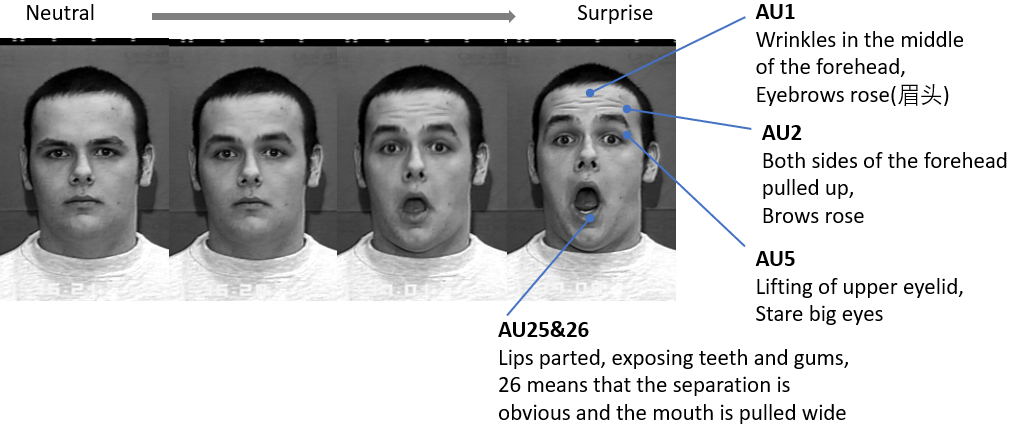 Neutral
Surprise
AU1
Wrinkles in the middle
of the forehead,
Eyebrows rose(眉头)
AU2
Both sides of the forehead
pulled up,
Brows rose
AU5
Lifting of upper eyelid,
Stare big eyes
AU25&26
Lips parted, exposing teeth and gums,
26 means that the separation is
obvious and the mouth is pulled wide